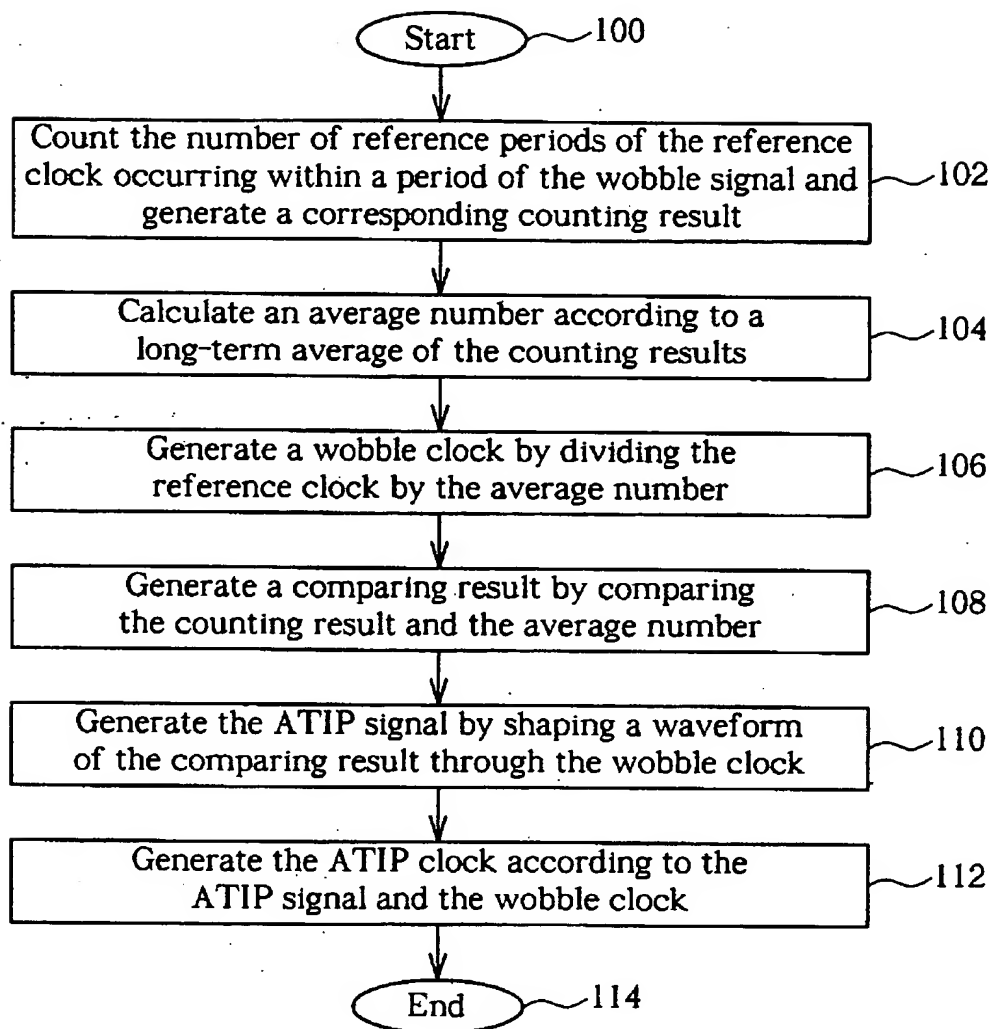 Start
100
Count the number of reference periods of the reference
clock occurring within a period of the wobble signal and
generate a corresponding counting result
102
Calculate an average number according to a
long-term average of the counting results
104
Generate a wobble clock by dividing the
reference clock by the average number
106
Generate a comparing result by comparing
the counting result and the average number
108
Generate the ATIP signal by shaping a waveform
of the comparing result through the wobble clock
110
Generate the ATIP clock according to the
ATIP signal and the wobble clock
112
End
114